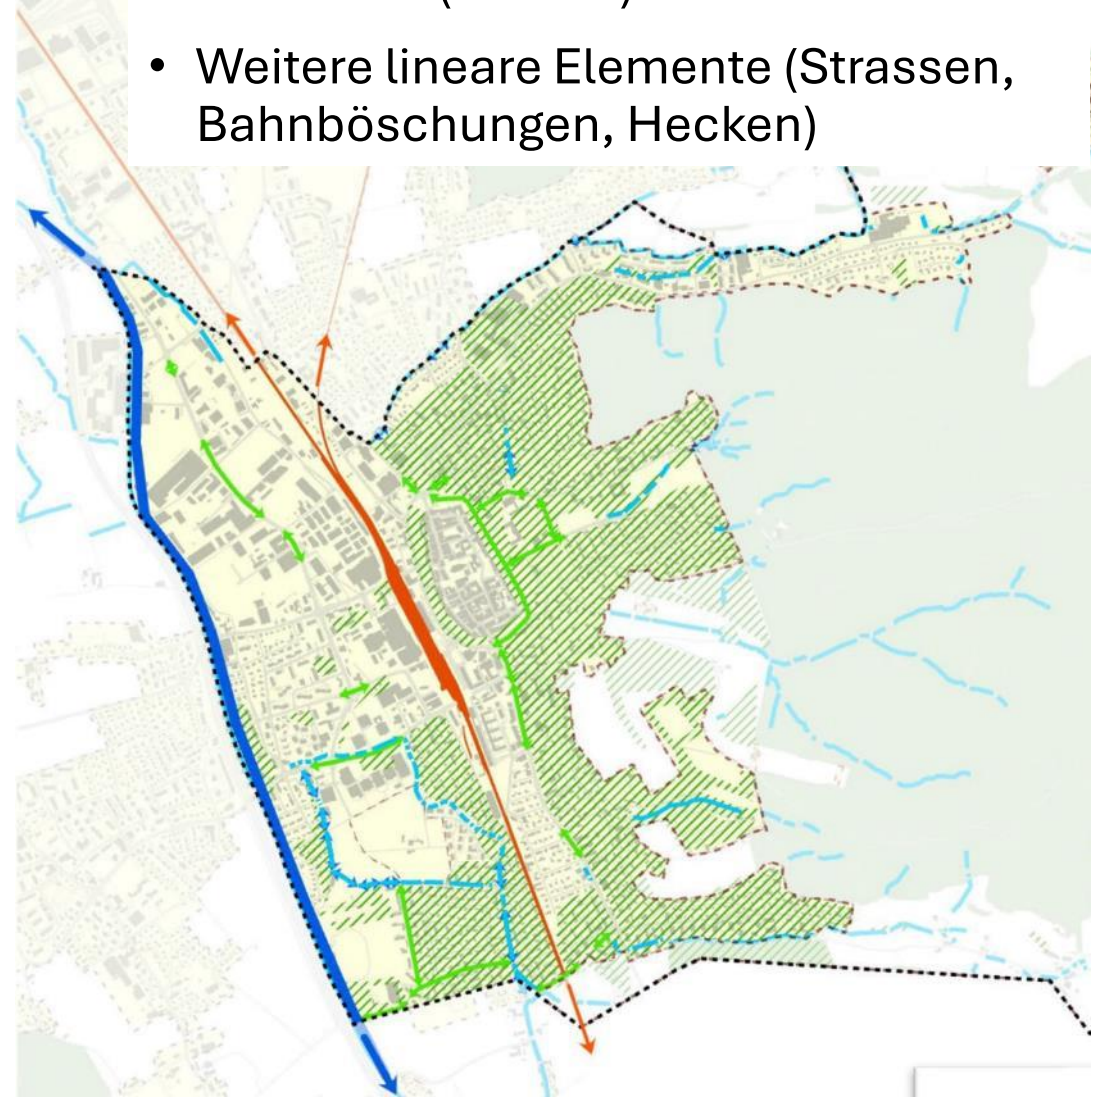 • Weitere lineare Elemente (Strassen,
Bahnböschungen, Hecken)